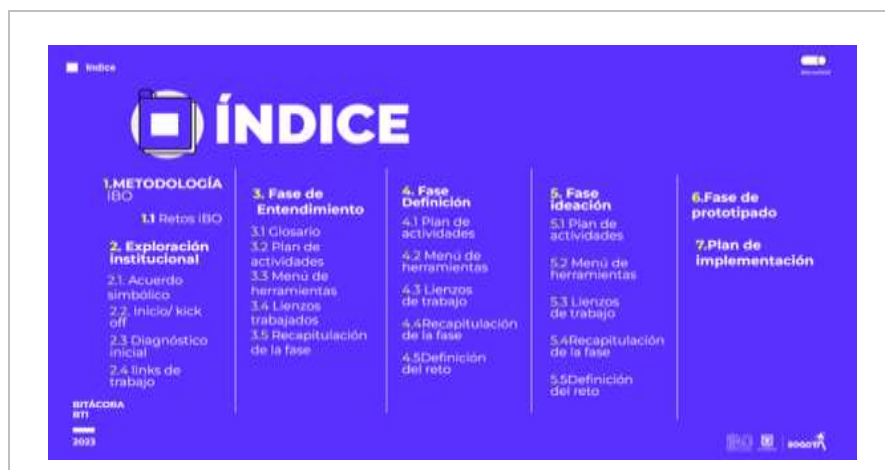 Indice
ÍNDICE
1.METODOLOGÍA
iBO
1.1 Retos iBO
2. Exploración
institucional
2.1. Acuerdo
simbólico
2.2. Inicio/ kick
off
2.3 Diagnóstico
inicial
2.4 links de
trabajo
3. Fase de
Entendimiento
3.1 Glosario
3.2 Plan de
actividades
3.3 Menú de
herramientas
3.4 Lienzos
trabajados
3.5 Recapitulación
de la fase
4. Fase
Definición
4.1 Plan de
actividades
4.2 Menú de
herramientas
4.3 Lienzos
de trabajo
4.4Recapitulación
de la fase
4.5Definición
del reto
5. Fase
ideación
5.1 Plan de
actividades
5.2 Menú de
herramientas
5.3 Lienzos
de trabajo
5.4Recapitulación
de la fase
5.5Definición
del reto
6.Fase de
prototipado
7.Plan de
implementación
BITÁCORA
RTI
2023
iBO
BOGOTÁ